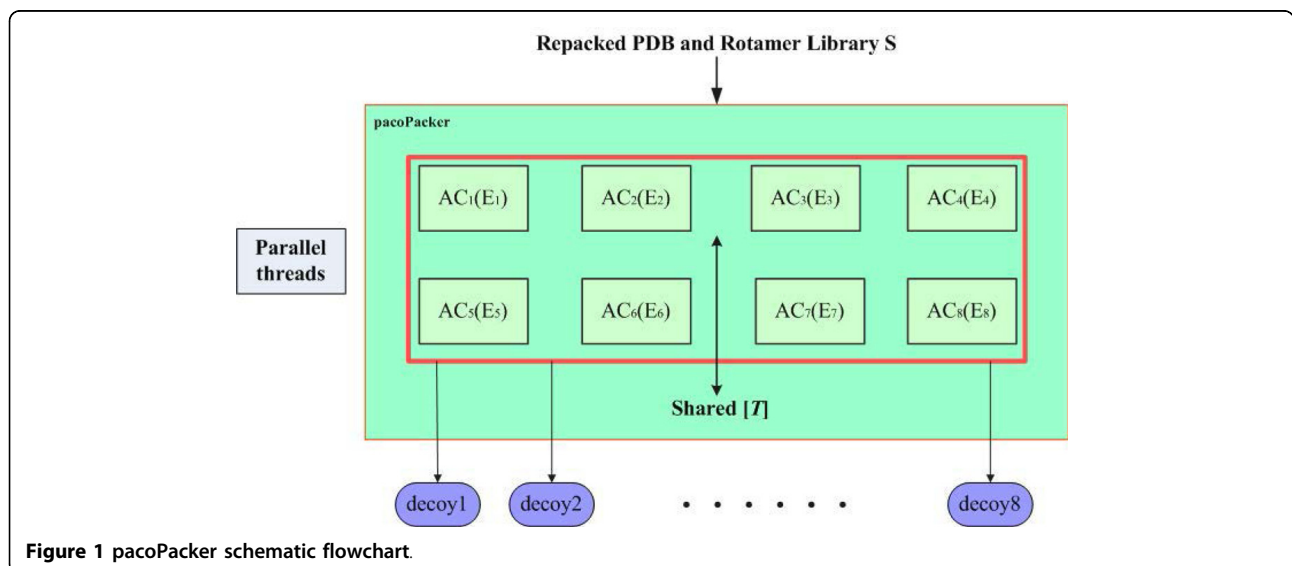 Repacked PDB and Rotamer Library S
pacoPacker
AC₁(E₁)
AC₂(E₂)
AC₃(E₃)
AC₄(E₄)
Parallel
threads
AC₅(E₅)
AC₆(E₆)
AC₇(E₇)
AC₈(E₈)
Shared [T]
decoy1
decoy2
. . . . . .
decoy8
Figure 1 pacoPacker schematic flowchart.